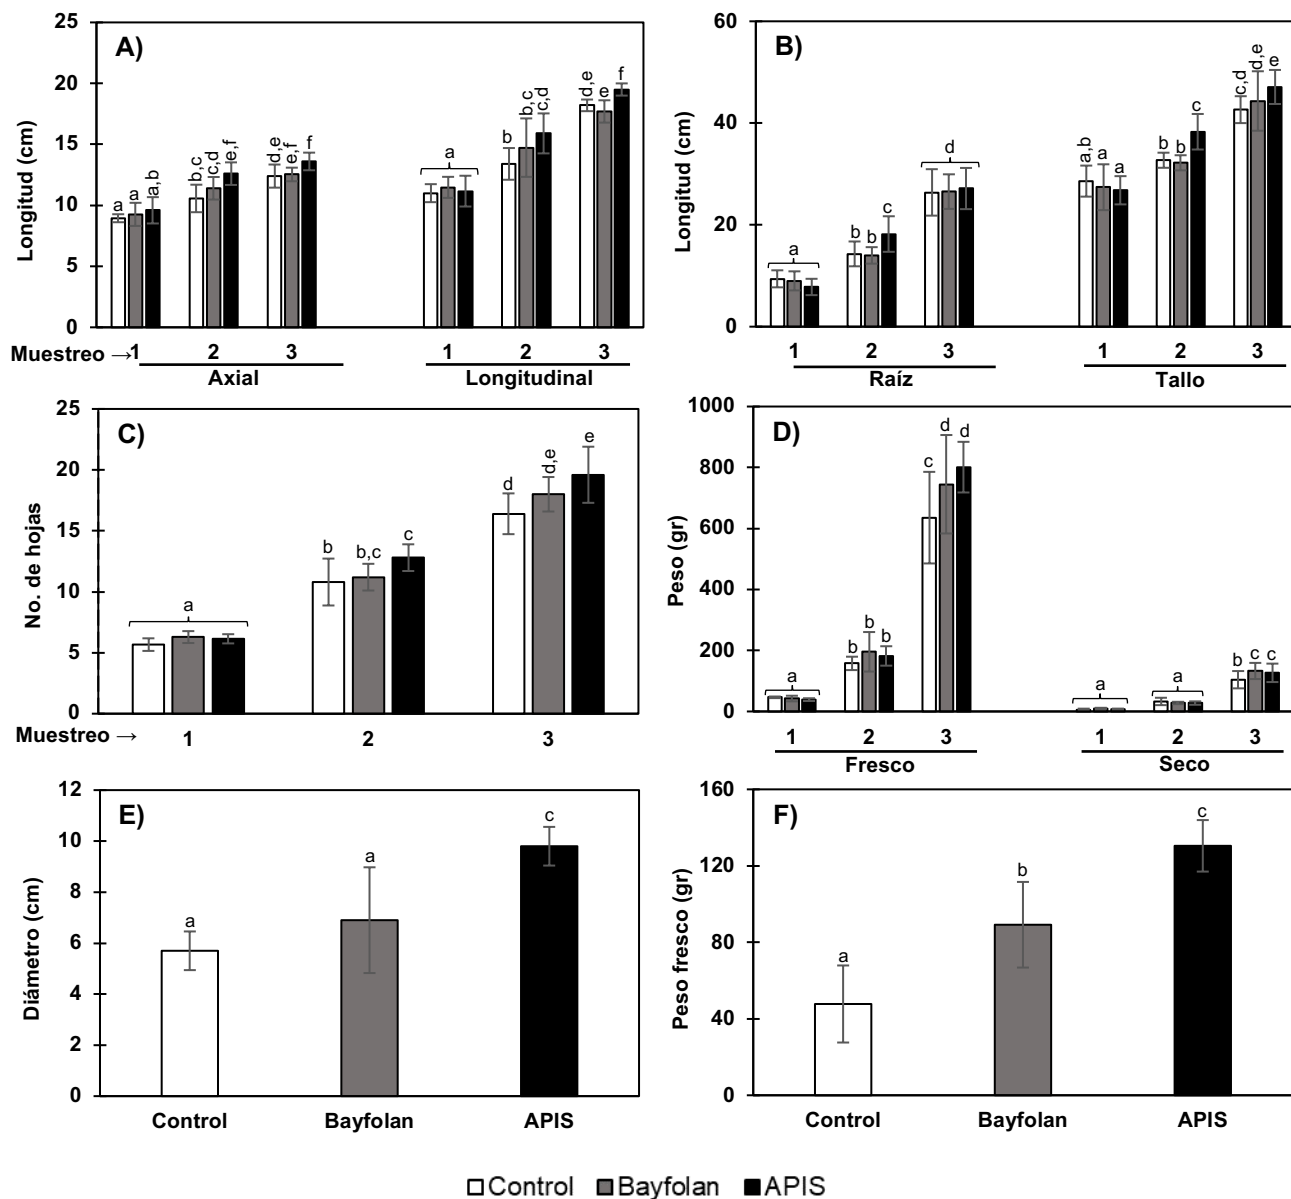 A)
Longitud (cm)
25
20
15
10
5
0
a a a,b b,c c,d e,f d,e e,f f
a b b,c c,d d,e e f
Muestreo → 1 2 3 1 2 3
Axial Longitudinal
B)
Longitud (cm)
60
40
20
0
a b b c d
a,b a a b b c c,d d,e e
1 2 3 1 2 3
Raíz Tallo
C)
No. de hojas
25
20
15
10
5
0
a b b,c c d d,e e
Muestreo → 1 2 3
D)
Peso (gr)
1000
800
600
400
200
0
a b b b c d d
a a b c c
1 2 3 1 2 3
Fresco Seco
E)
Diámetro (cm)
12
10
8
6
4
2
0
a a c
Control Bayfolan APIS
F)
Peso fresco (gr)
160
120
80
40
0
a b c
Control Bayfolan APIS
Control Bayfolan APIS